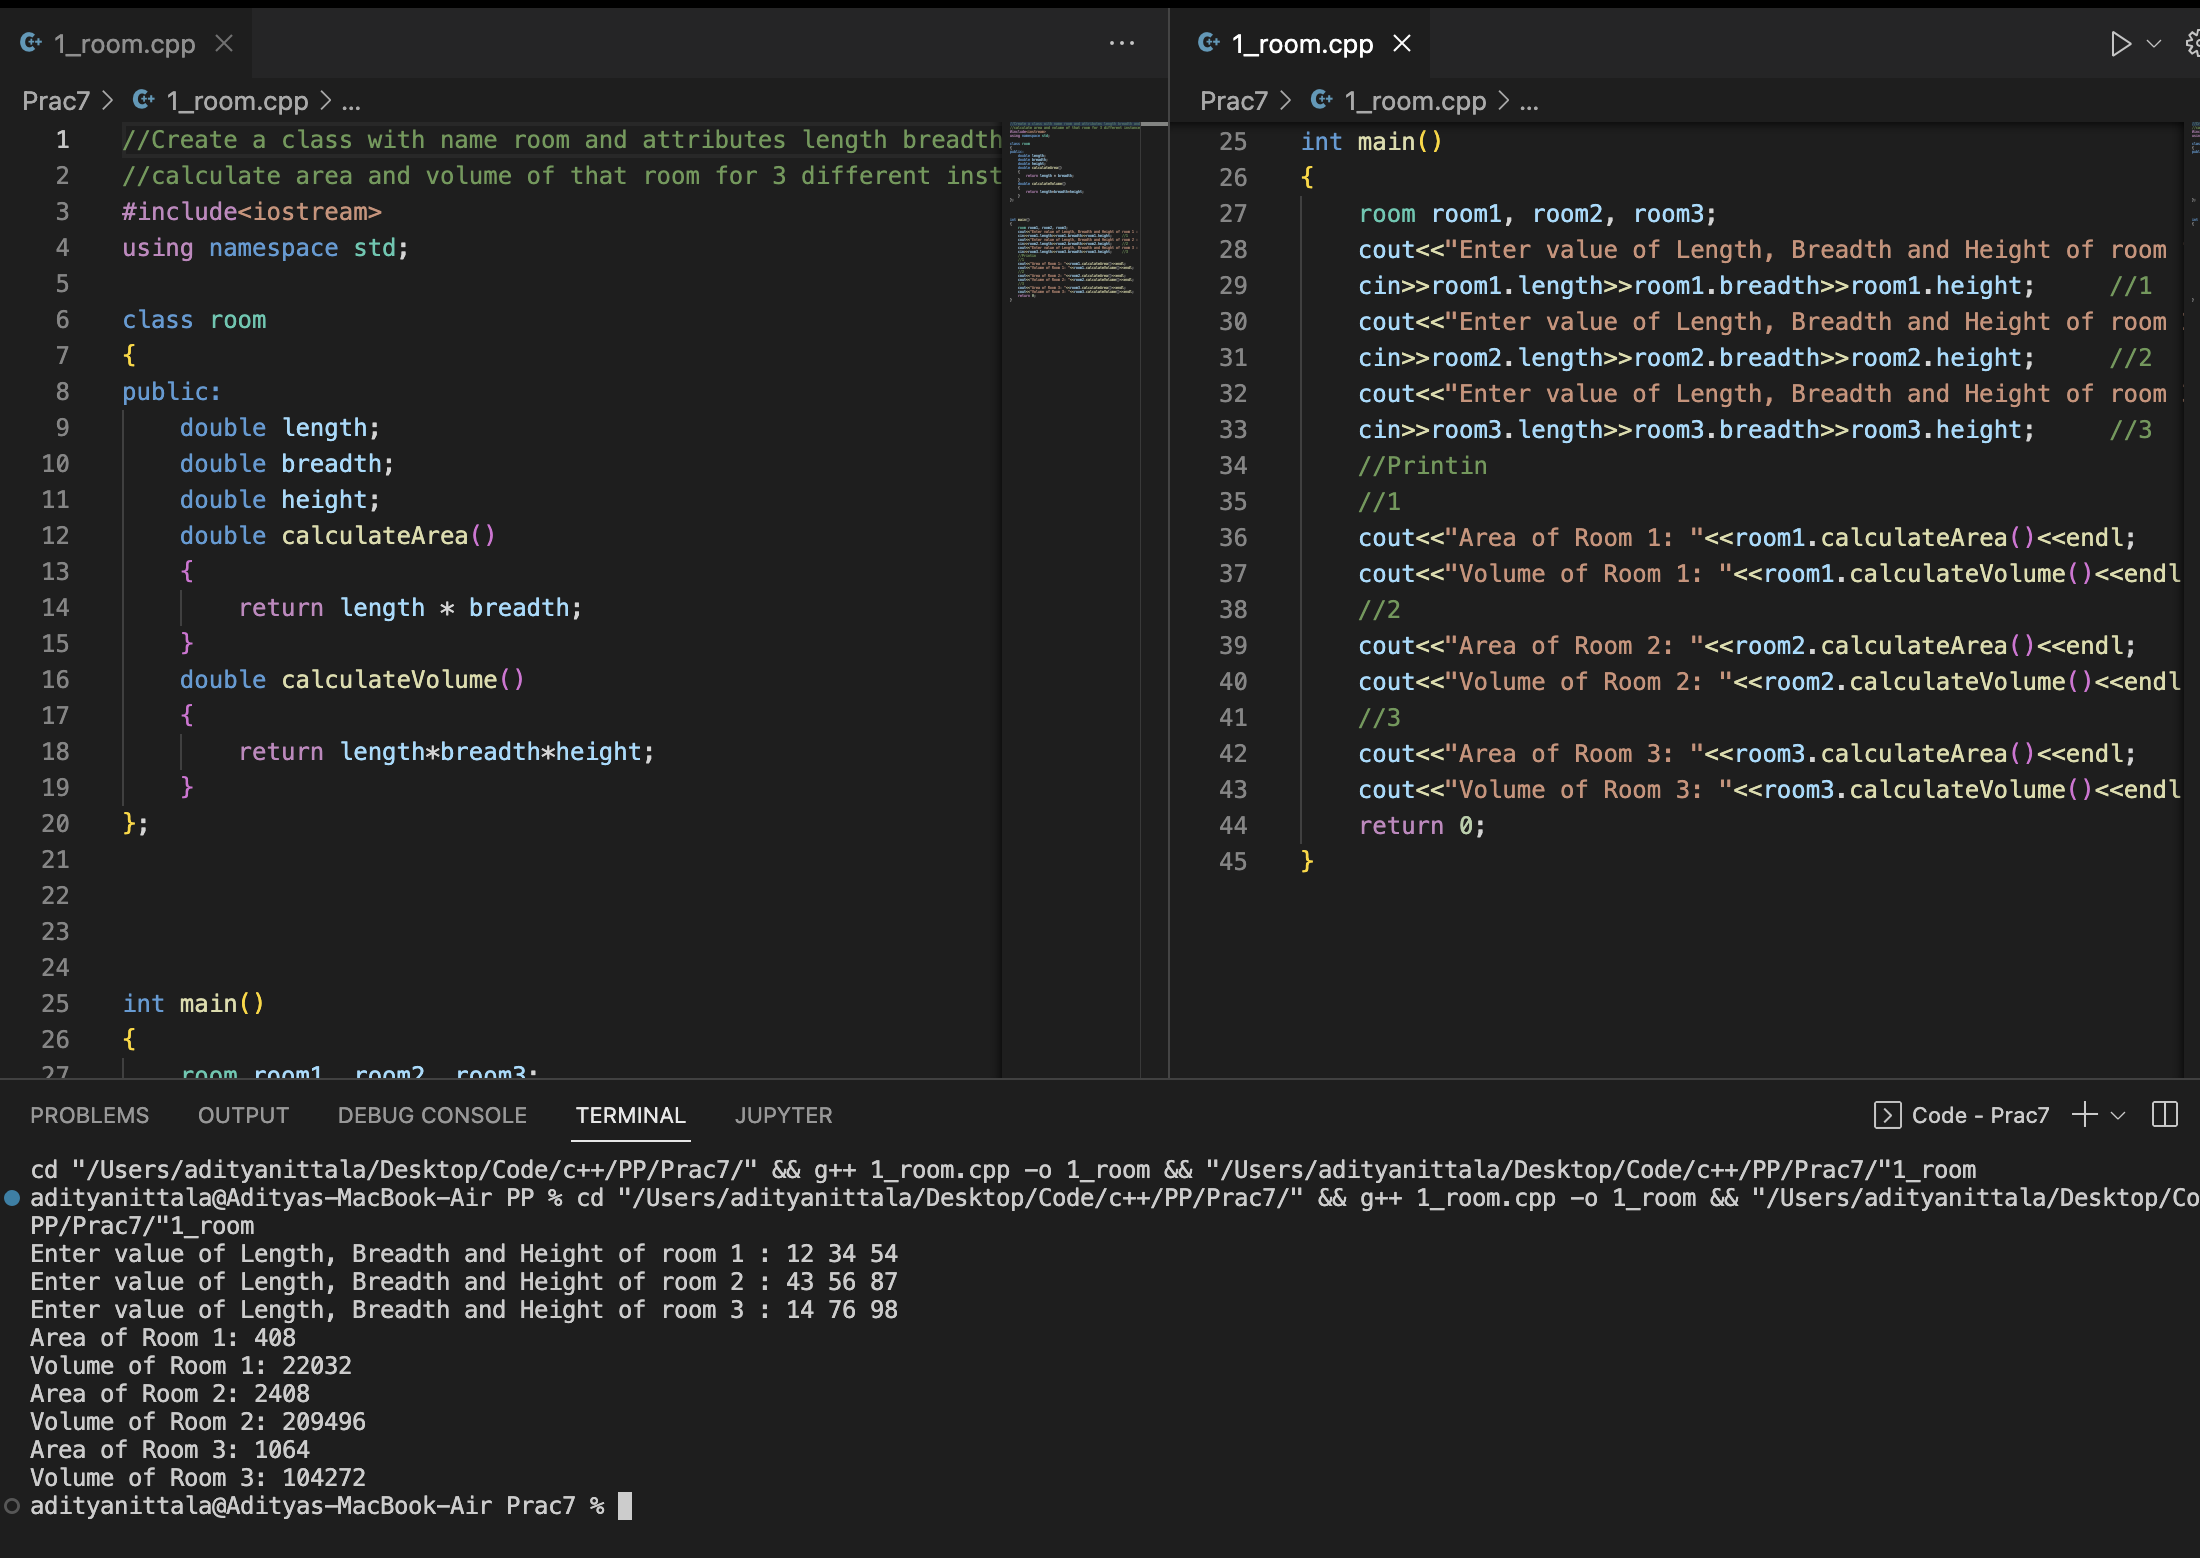 1_room.cpp
Prac7 > 1_room.cpp > ...
1 //Create a class with name room and attributes length breadth
2 //calculate area and volume of that room for 3 different inst
3 #include<iostream>
4 using namespace std;
5
6 class room
7 {
8 public:
9 double length;
10 double breadth;
11 double height;
12 double calculateArea()
13 {
14 return length * breadth;
15 }
16 double calculateVolume()
17 {
18 return length*breadth*height;
19 }
20 };
21
22
23
24
25 int main()
26 {
27 room room1, room2, room3;
1_room.cpp
Prac7 > 1_room.cpp > ...
25 int main()
26 {
27 room room1, room2, room3;
28 cout<<"Enter value of Length, Breadth and Height of room
29 cin>>room1.length>>room1.breadth>>room1.height; //1
30 cout<<"Enter value of Length, Breadth and Height of room
31 cin>>room2.length>>room2.breadth>>room2.height; //2
32 cout<<"Enter value of Length, Breadth and Height of room
33 cin>>room3.length>>room3.breadth>>room3.height; //3
34 //Printin
35 //1
36 cout<<"Area of Room 1: "<<room1.calculateArea()<<endl;
37 cout<<"Volume of Room 1: "<<room1.calculateVolume()<<endl
38 //2
39 cout<<"Area of Room 2: "<<room2.calculateArea()<<endl;
40 cout<<"Volume of Room 2: "<<room2.calculateVolume()<<endl
41 //3
42 cout<<"Area of Room 3: "<<room3.calculateArea()<<endl;
43 cout<<"Volume of Room 3: "<<room3.calculateVolume()<<endl
44 return 0;
45 }
PROBLEMS OUTPUT DEBUG CONSOLE TERMINAL JUPYTER Code - Prac7
cd "/Users/adityanittala/Desktop/Code/c++/PP/Prac7/" && g++ 1_room.cpp -o 1_room && "/Users/adityanittala/Desktop/Code/c++/PP/Prac7/"1_room
adityanittala@Adityas-MacBook-Air PP % cd "/Users/adityanittala/Desktop/Code/c++/PP/Prac7/" && g++ 1_room.cpp -o 1_room && "/Users/adityanittala/Desktop/Co
PP/Prac7/"1_room
Enter value of Length, Breadth and Height of room 1 : 12 34 54
Enter value of Length, Breadth and Height of room 2 : 43 56 87
Enter value of Length, Breadth and Height of room 3 : 14 76 98
Area of Room 1: 408
Volume of Room 1: 22032
Area of Room 2: 2408
Volume of Room 2: 209496
Area of Room 3: 1064
Volume of Room 3: 104272
adityanittala@Adityas-MacBook-Air Prac7 %